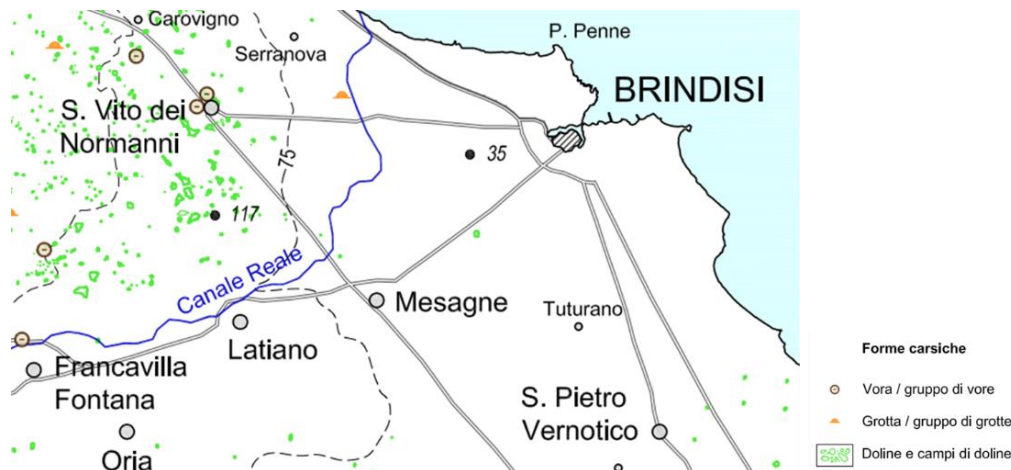 Carovigno
Serranova
P. Penne
BRINDISI
S. Vito dei
Normanni
75
35
117
Canale Reale
Mesagne
Tuturano
Latiano
Francavilla
Fontana
S. Pietro
Vernotico
Oria
Forme carsiche
Vora / gruppo di vore
Grotta / gruppo di grotte
Doline e campi di doline